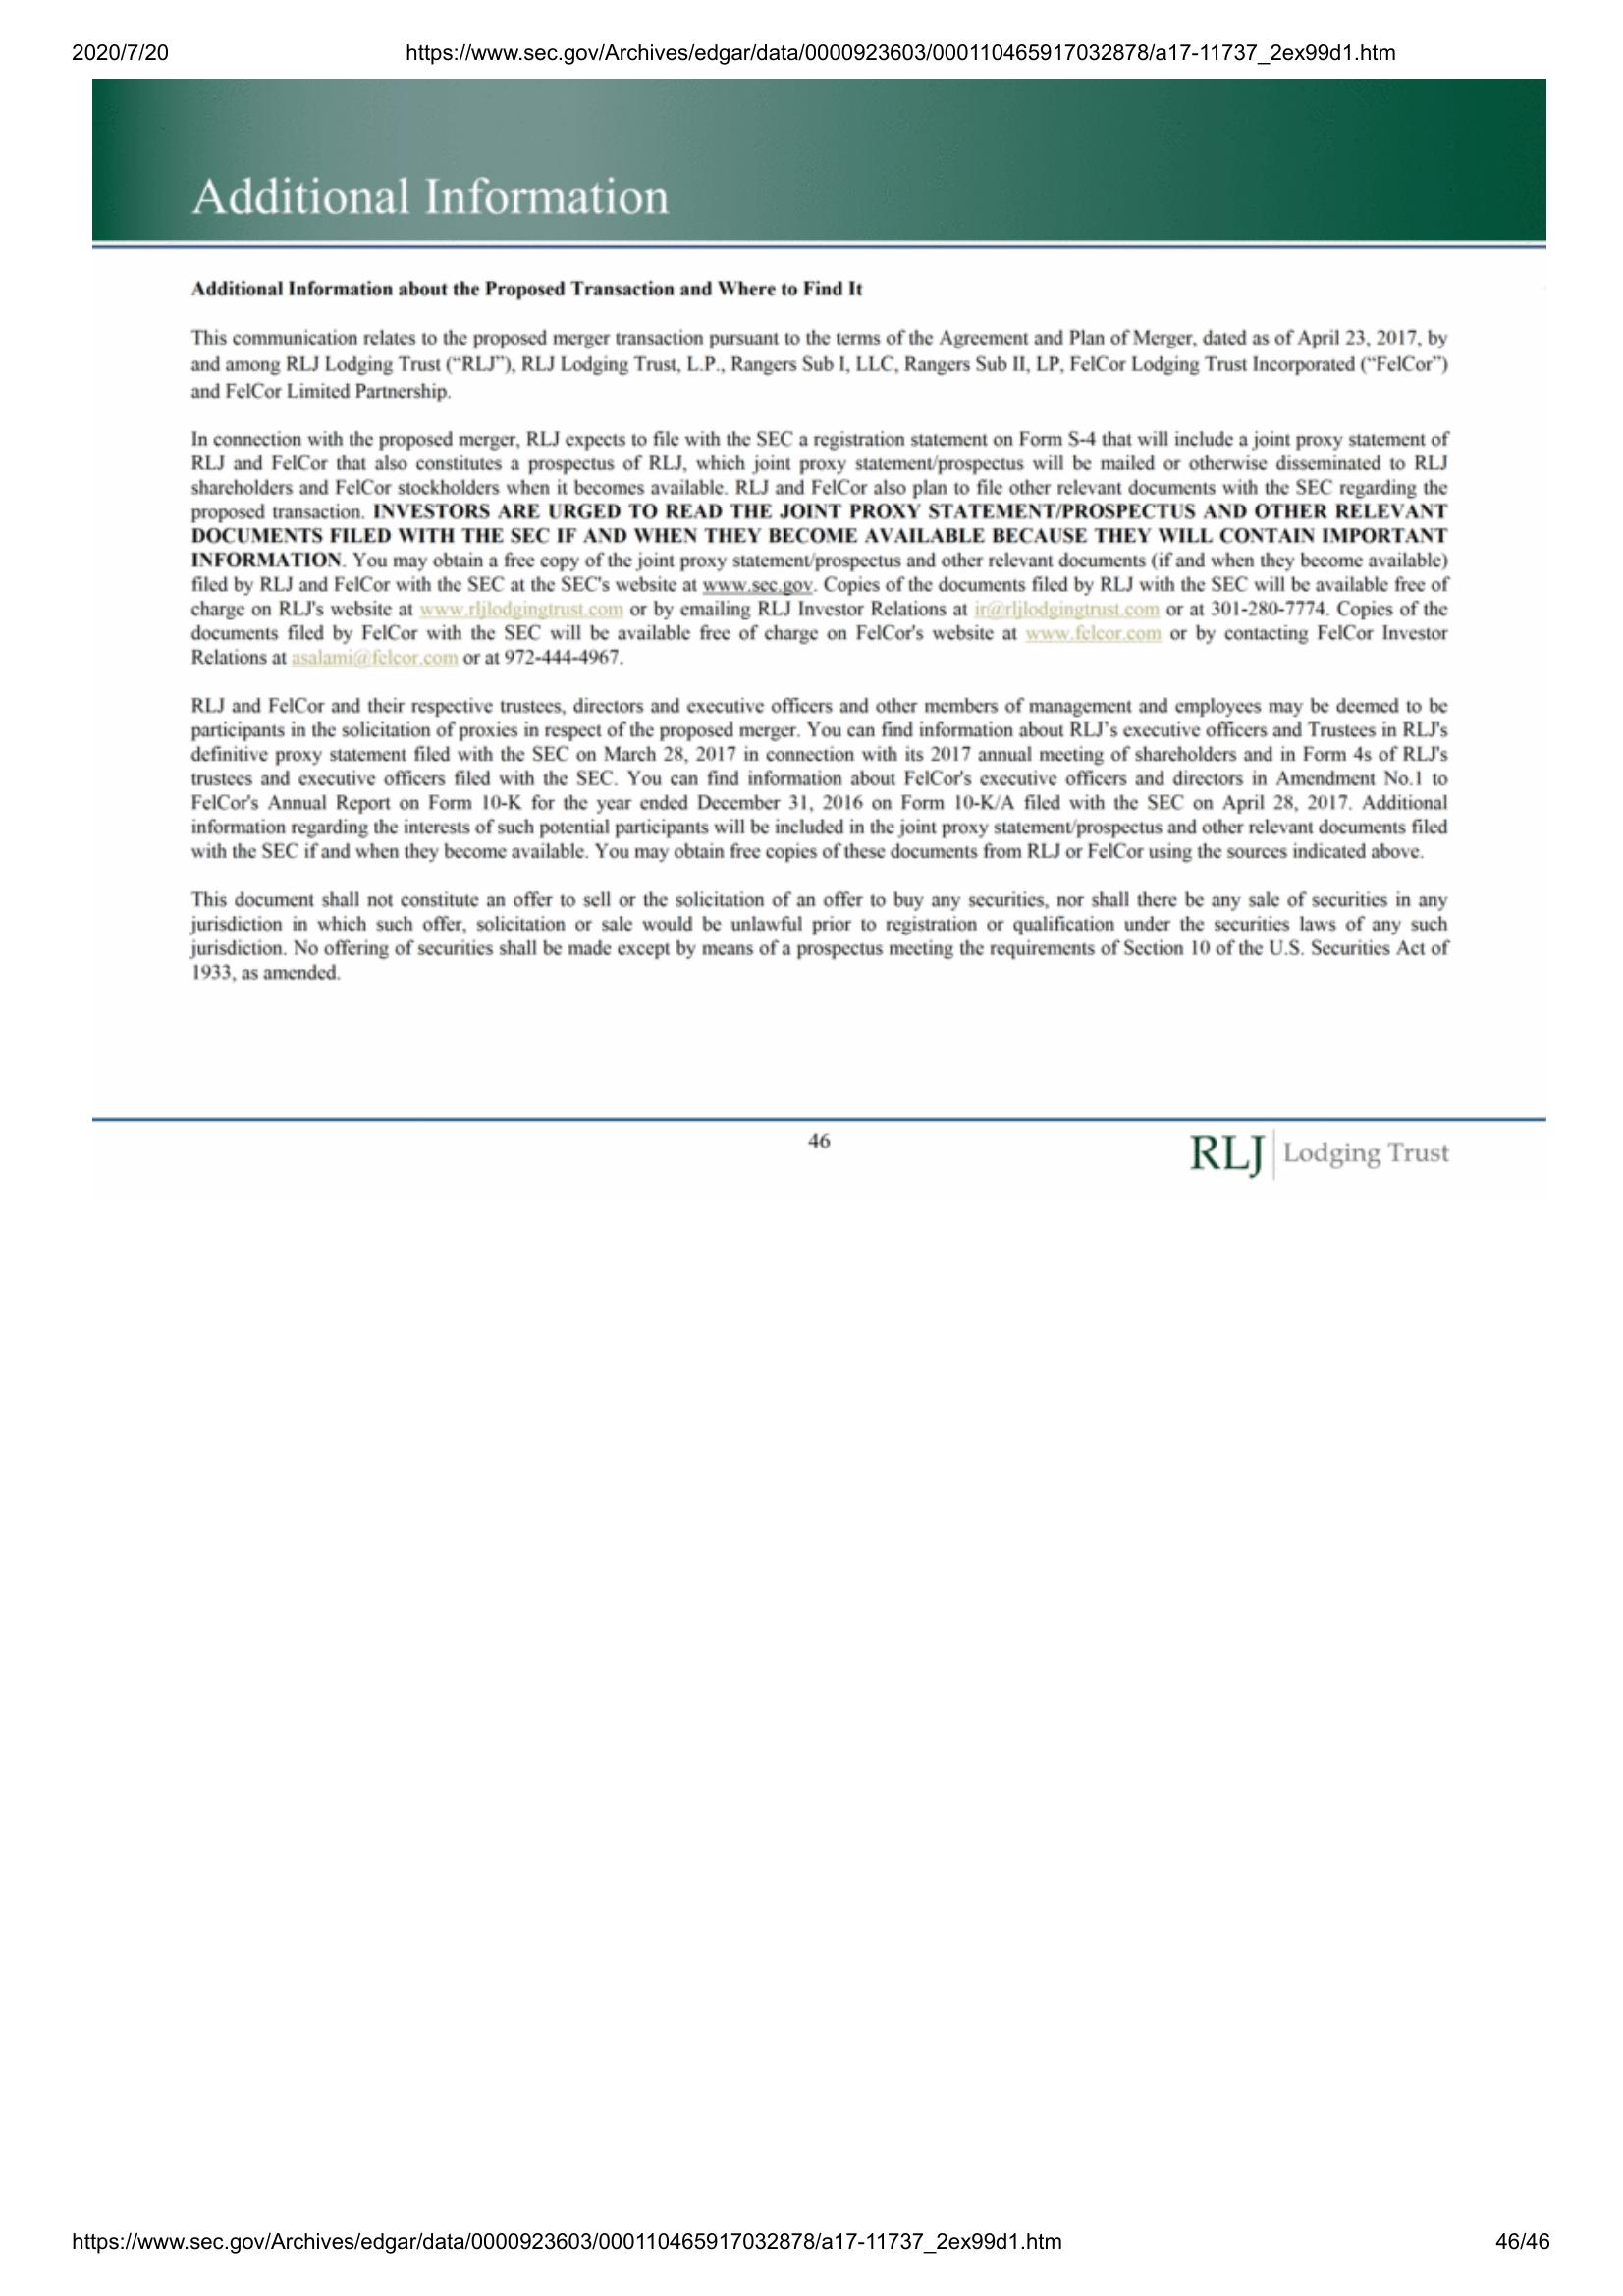 2020/7/20 https://www.sec.gov/Archives/edgar/data/0000923603/000110465917032878/a17-11737_2ex99d1.htm
Additional Information
Additional Information about the Proposed Transaction and Where to Find It
This communication relates to the proposed merger transaction pursuant to the terms of the Agreement and Plan of Merger, dated as of April 23, 2017, by
and among RLJ Lodging Trust (“RLJ”), RLJ Lodging Trust, L.P., Rangers Sub I, LLC, Rangers Sub II, LP, FelCor Lodging Trust Incorporated (“FelCor”)
and FelCor Limited Partnership.
In connection with the proposed merger, RLJ expects to file with the SEC a registration statement on Form S-4 that will include a joint proxy statement of
RLJ and FelCor that also constitutes a prospectus of RLJ, which joint proxy statement/prospectus will be mailed or otherwise disseminated to RLJ
shareholders and FelCor stockholders when it becomes available. RLJ and FelCor also plan to file other relevant documents with the SEC regarding the
proposed transaction. INVESTORS ARE URGED TO READ THE JOINT PROXY STATEMENT/PROSPECTUS AND OTHER RELEVANT
DOCUMENTS FILED WITH THE SEC IF AND WHEN THEY BECOME AVAILABLE BECAUSE THEY WILL CONTAIN IMPORTANT
INFORMATION. You may obtain a free copy of the joint proxy statement/prospectus and other relevant documents (if and when they become available)
filed by RLJ and FelCor with the SEC at the SEC's website at www.sec.gov. Copies of the documents filed by RLJ with the SEC will be available free of
charge on RLJ's website at www.rljlodgingtrust.com or by emailing RLJ Investor Relations at ir@rljlodgingtrust.com or at 301-280-7774. Copies of the
documents filed by FelCor with the SEC will be available free of charge on FelCor's website at www.felcor.com or by contacting FelCor Investor
Relations at asalami@felcor.com or at 972-444-4967.
RLJ and FelCor and their respective trustees, directors and executive officers and other members of management and employees may be deemed to be
participants in the solicitation of proxies in respect of the proposed merger. You can find information about RLJ’s executive officers and Trustees in RLJ's
definitive proxy statement filed with the SEC on March 28, 2017 in connection with its 2017 annual meeting of shareholders and in Form 4s of RLJ's
trustees and executive officers filed with the SEC. You can find information about FelCor's executive officers and directors in Amendment No.1 to
FelCor's Annual Report on Form 10-K for the year ended December 31, 2016 on Form 10-K/A filed with the SEC on April 28, 2017. Additional
information regarding the interests of such potential participants will be included in the joint proxy statement/prospectus and other relevant documents filed
with the SEC if and when they become available. You may obtain free copies of these documents from RLJ or FelCor using the sources indicated above.
This document shall not constitute an offer to sell or the solicitation of an offer to buy any securities, nor shall there be any sale of securities in any
jurisdiction in which such offer, solicitation or sale would be unlawful prior to registration or qualification under the securities laws of any such
jurisdiction. No offering of securities shall be made except by means of a prospectus meeting the requirements of Section 10 of the U.S. Securities Act of
1933, as amended.
46
RLJ Lodging Trust
https://www.sec.gov/Archives/edgar/data/0000923603/000110465917032878/a17-11737_2ex99d1.htm 46/46